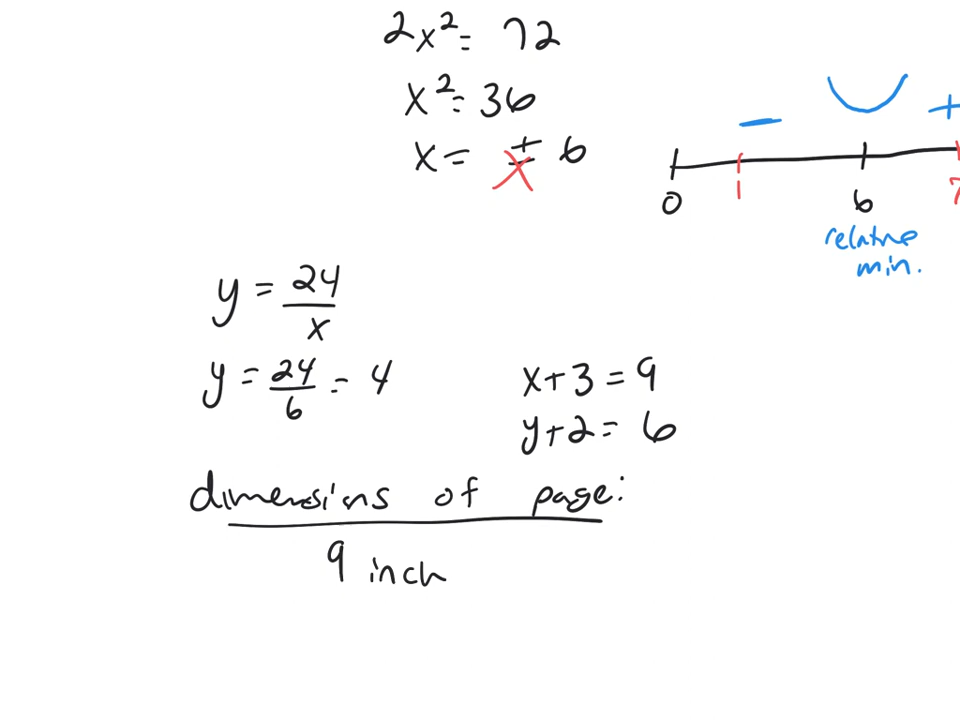 2x² = 72
x² = 36
x = ± 6
− +
0 1 6 7
relative
min.
y = 24/x
y = 24/6 = 4
x+3 = 9
y+2 = 6
dimensions of page:
9 inch